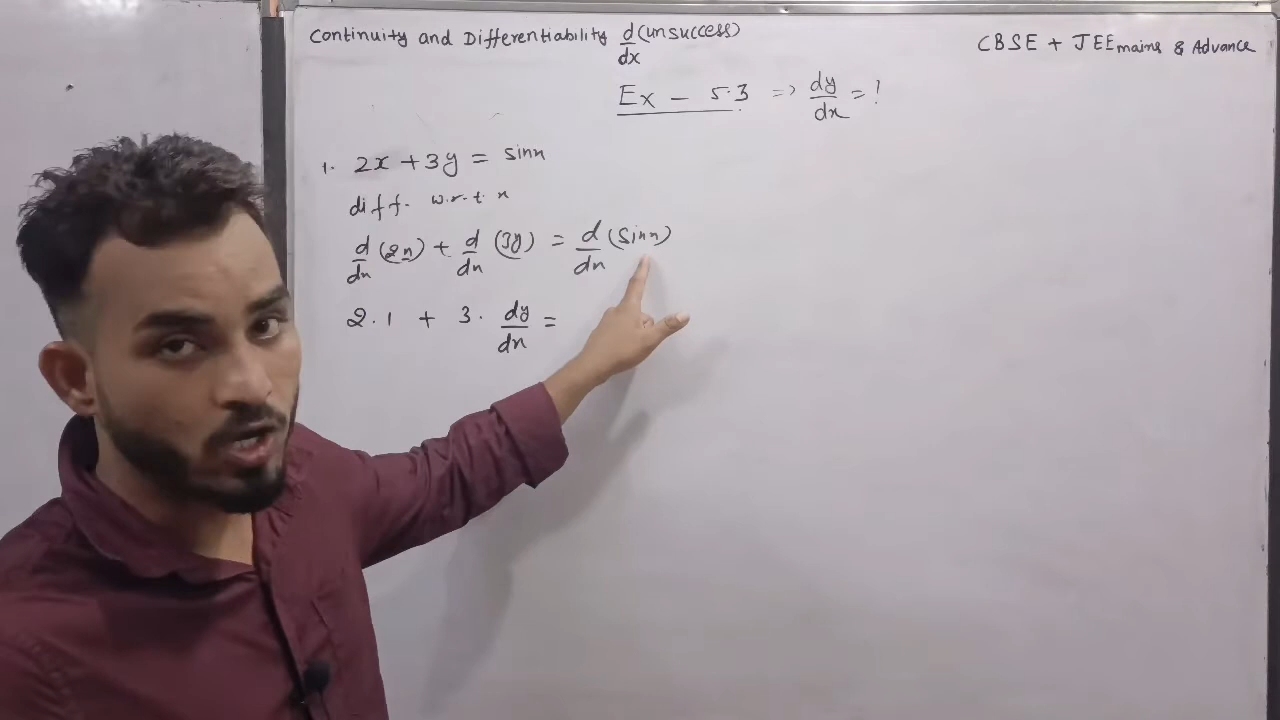 Continuity and Differentiability d/dx (unsuccess)
CBSE + JEE mains & Advance
Ex - 5.3 => dy/dx = ?
1. 2x + 3y = sinx
diff. w.r.t. x
d/dx (2x) + d/dx (3y) = d/dx (sinx)
2.1 + 3. dy/dx =